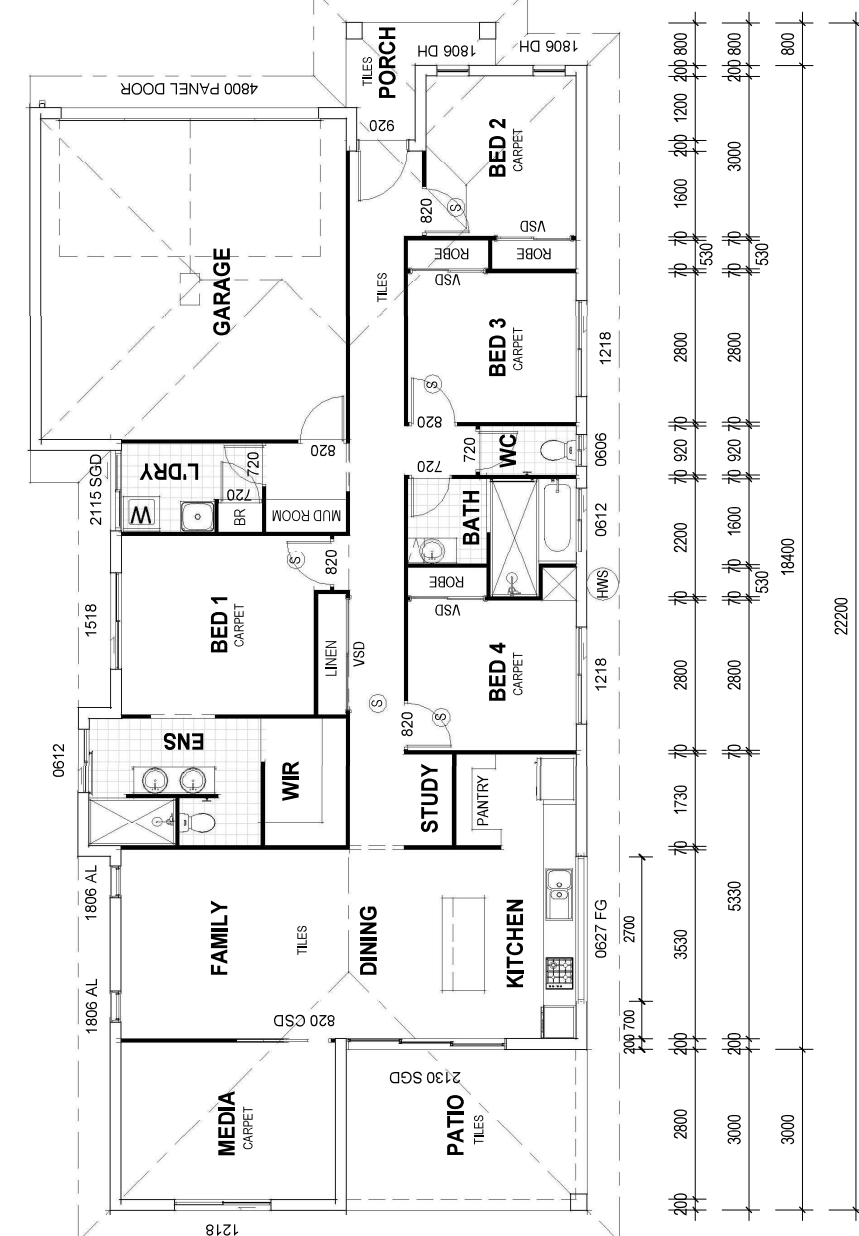 1806 DH
1806 DH
TILES
PORCH
4800 PANEL DOOR
920
BED 2
CARPET
820
S
VSD
ROBE
ROBE
VSD
GARAGE
TILES
BED 3
CARPET
S
1218
820
820
WC
720
0606
720
2115 SGD
L'DRY
720
720
W
BR
MUD ROOM
BATH
0612
HWS
S
820
1518
BED 1
CARPET
LINEN
VSD
ROBE
VSD
BED 4
CARPET
1218
S
820
S
0612
ENS
WIR
STUDY
PANTRY
1806 AL
1806 AL
FAMILY
TILES
DINING
KITCHEN
0627 FG
820 CSD
2130 SGD
MEDIA
CARPET
PATIO
TILES
1218
2700
700
200
800
200
1200
200
1600
70
530
70
2800
70
920
70
2200
70
2800
70
1730
70
3530
200
2800
200
800
200
3000
70
530
70
2800
70
920
70
1600
70
530
70
2800
70
5330
200
3000
800
18400
3000
22200